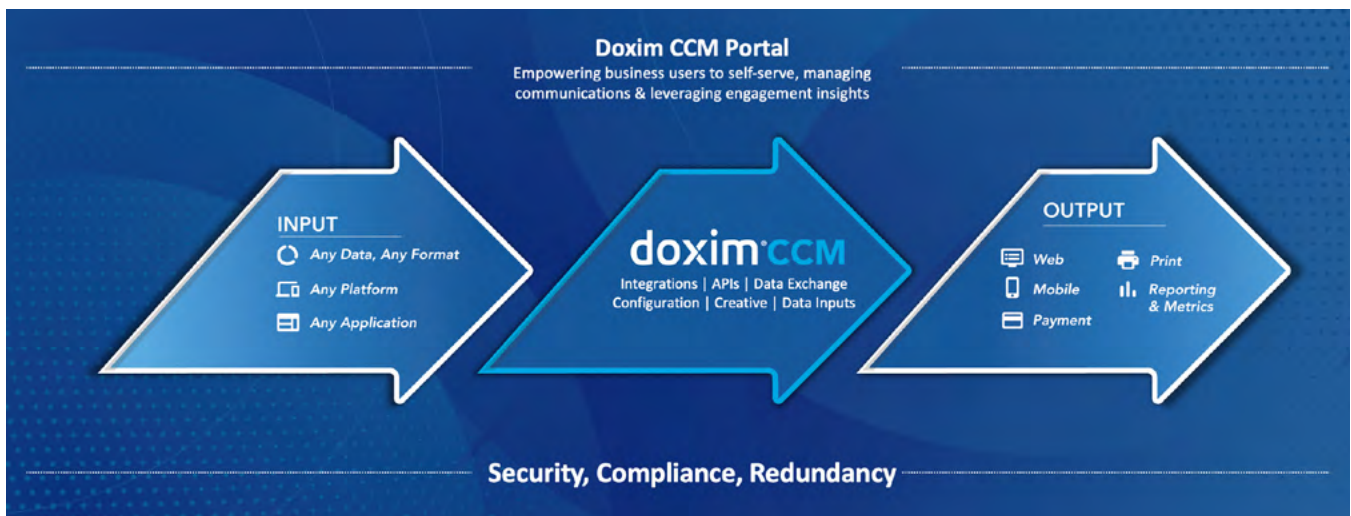 Doxim CCM Portal
Empowering business users to self-serve, managing
communications & leveraging engagement insights
INPUT
Any Data, Any Format
Any Platform
Any Application
doxim® CCM
Integrations | APIs | Data Exchange
Configuration | Creative | Data Inputs
OUTPUT
Web
Mobile
Payment
Print
Reporting
& Metrics
Security, Compliance, Redundancy